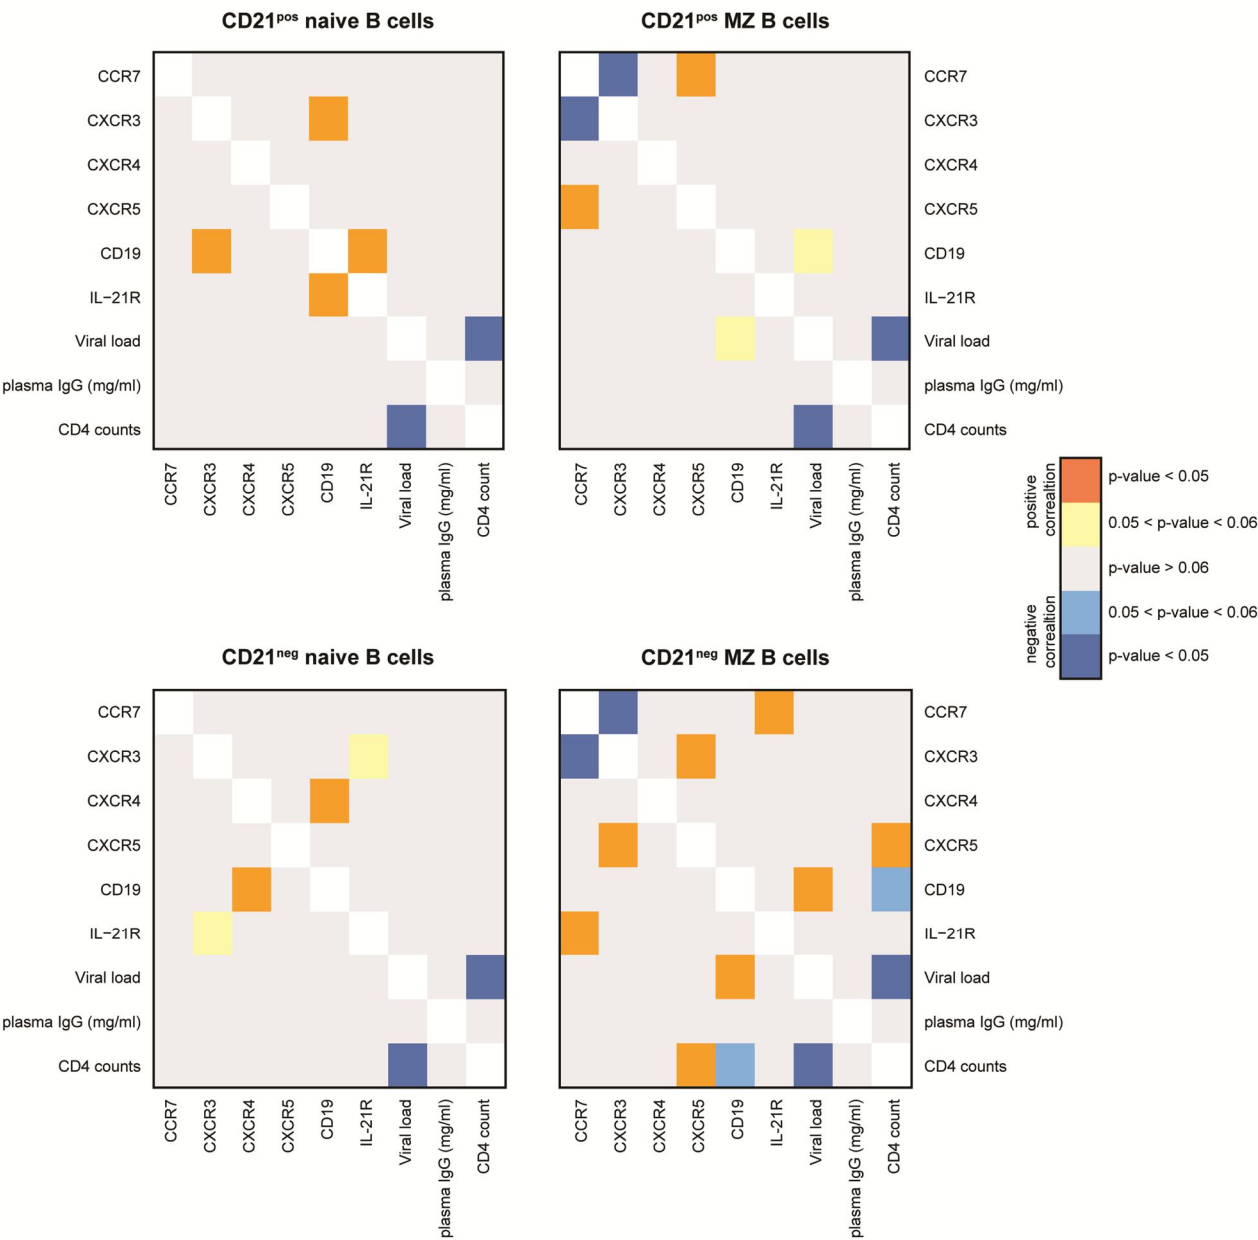 CD21pos naive B cells
CD21pos MZ B cells
CCR7
CXCR3
CXCR4
CXCR5
CD19
IL−21R
Viral load
plasma IgG (mg/ml)
CD4 counts
CCR7
CXCR3
CXCR4
CXCR5
CD19
IL−21R
Viral load
plasma IgG (mg/ml)
CD4 counts
CCR7
CXCR3
CXCR4
CXCR5
CD19
IL-21R
Viral load
plasma IgG (mg/ml)
CD4 count
CCR7
CXCR3
CXCR4
CXCR5
CD19
IL-21R
Viral load
plasma IgG (mg/ml)
CD4 count
positive
correaltion
negative
correaltion
p-value < 0.05
0.05 < p-value < 0.06
p-value > 0.06
0.05 < p-value < 0.06
p-value < 0.05
CD21neg naive B cells
CD21neg MZ B cells
CCR7
CXCR3
CXCR4
CXCR5
CD19
IL−21R
Viral load
plasma IgG (mg/ml)
CD4 counts
CCR7
CXCR3
CXCR4
CXCR5
CD19
IL−21R
Viral load
plasma IgG (mg/ml)
CD4 counts
CCR7
CXCR3
CXCR4
CXCR5
CD19
IL-21R
Viral load
plasma IgG (mg/ml)
CD4 count
CCR7
CXCR3
CXCR4
CXCR5
CD19
IL-21R
Viral load
plasma IgG (mg/ml)
CD4 count